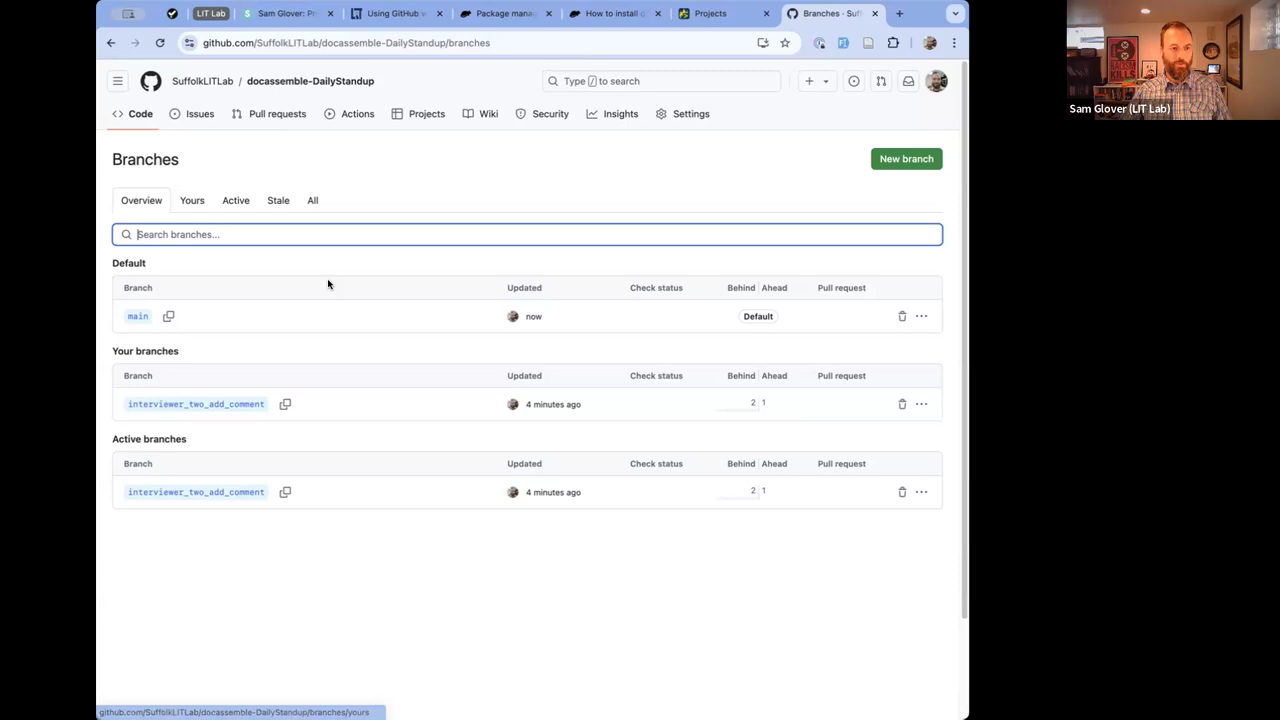 LIT Lab
Sam Glover: Pr
Using GitHub w
Package mana
How to install d
Projects
Branches · Suf
github.com/SuffolkLITLab/docassemble-DailyStandup/branches
SuffolkLITLab / docassemble-DailyStandup
Type / to search
Code
Issues
Pull requests
Actions
Projects
Wiki
Security
Insights
Settings
Branches
New branch
Overview
Yours
Active
Stale
All
Search branches...
Default
Branch Updated Check status Behind Ahead Pull request
main now Default
Your branches
Branch Updated Check status Behind Ahead Pull request
interviewer_two_add_comment 4 minutes ago 2 1
Active branches
Branch Updated Check status Behind Ahead Pull request
interviewer_two_add_comment 4 minutes ago 2 1
github.com/SuffolkLITLab/docassemble-DailyStandup/branches/yours
Sam Glover (LIT Lab)